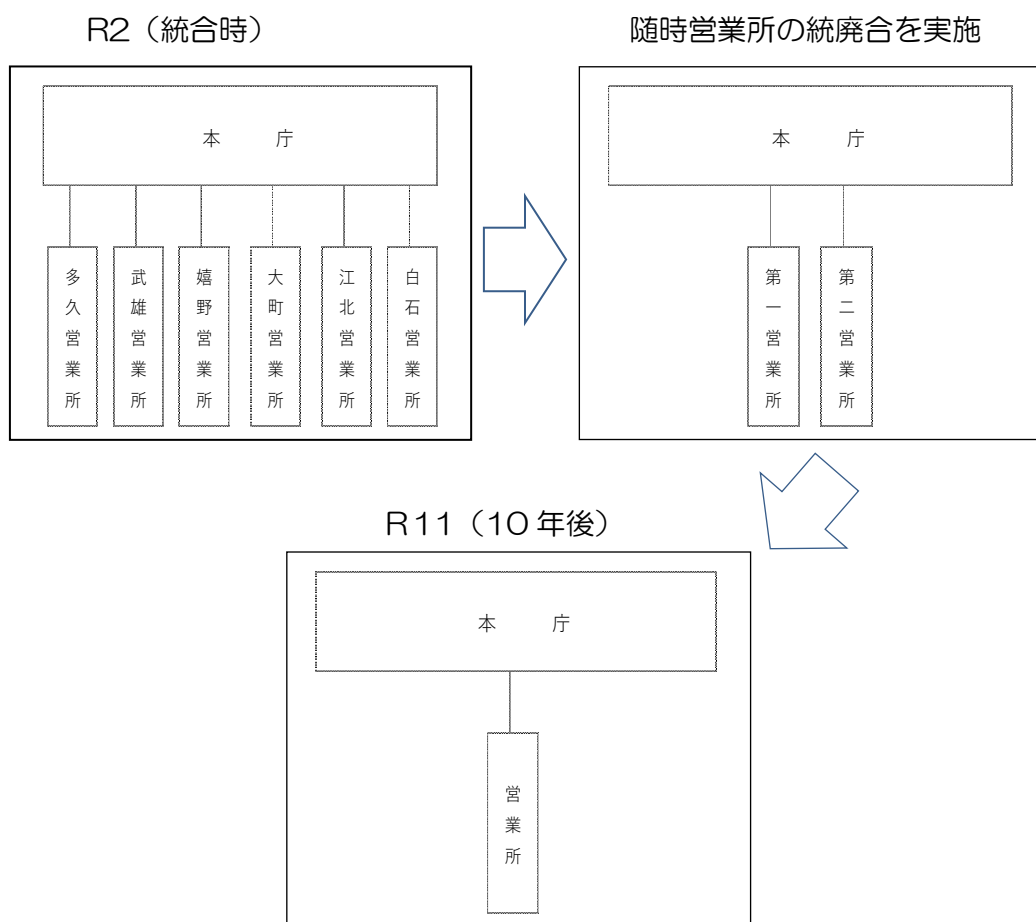 R2（統合時）
随時営業所の統廃合を実施
本　庁
多久営業所
武雄営業所
嬉野営業所
大町営業所
江北営業所
白石営業所
本　庁
第一営業所
第二営業所
R11（10年後）
本　庁
営業所